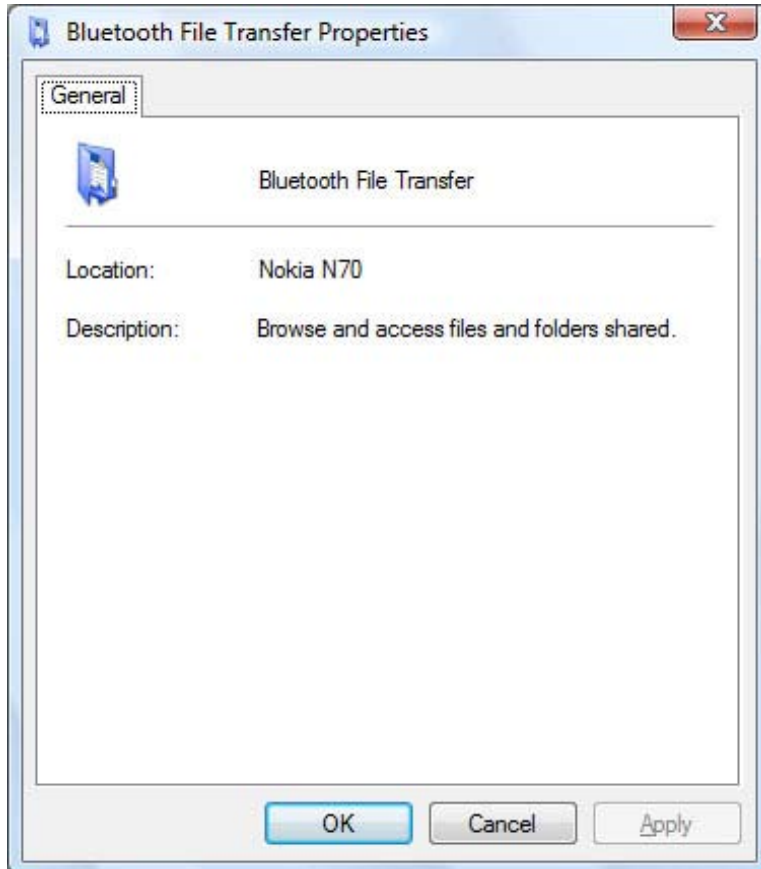 Bluetooth File Transfer Properties
General
Bluetooth File Transfer
Location: Nokia N70
Description: Browse and access files and folders shared.
OK Cancel Apply